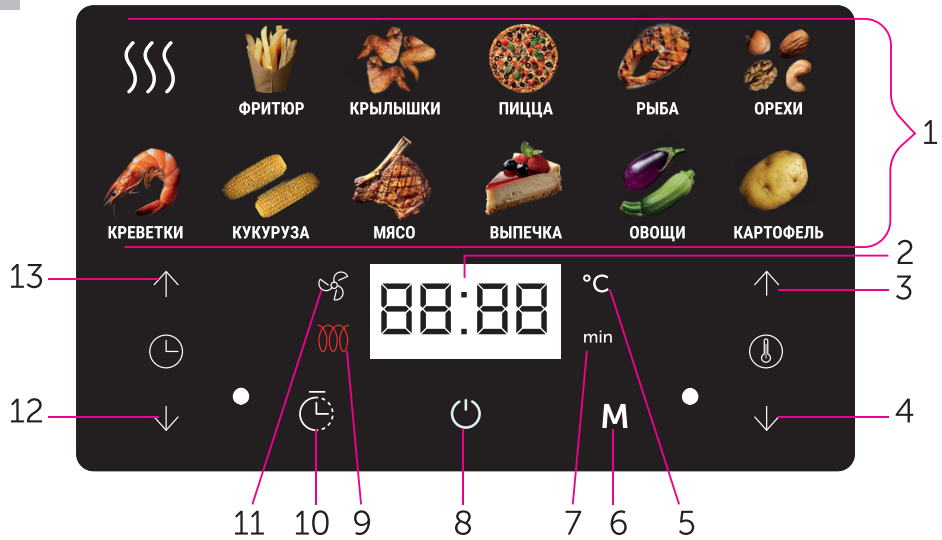 ФРИТЮР КРЫЛЫШКИ ПИЦЦА РЫБА ОРЕХИ
1
КРЕВЕТКИ КУКУРУЗА МЯСО ВЫПЕЧКА ОВОЩИ КАРТОФЕЛЬ
2
13 88:88 °C 3
min
12 M 4
11 10 9 8 7 6 5